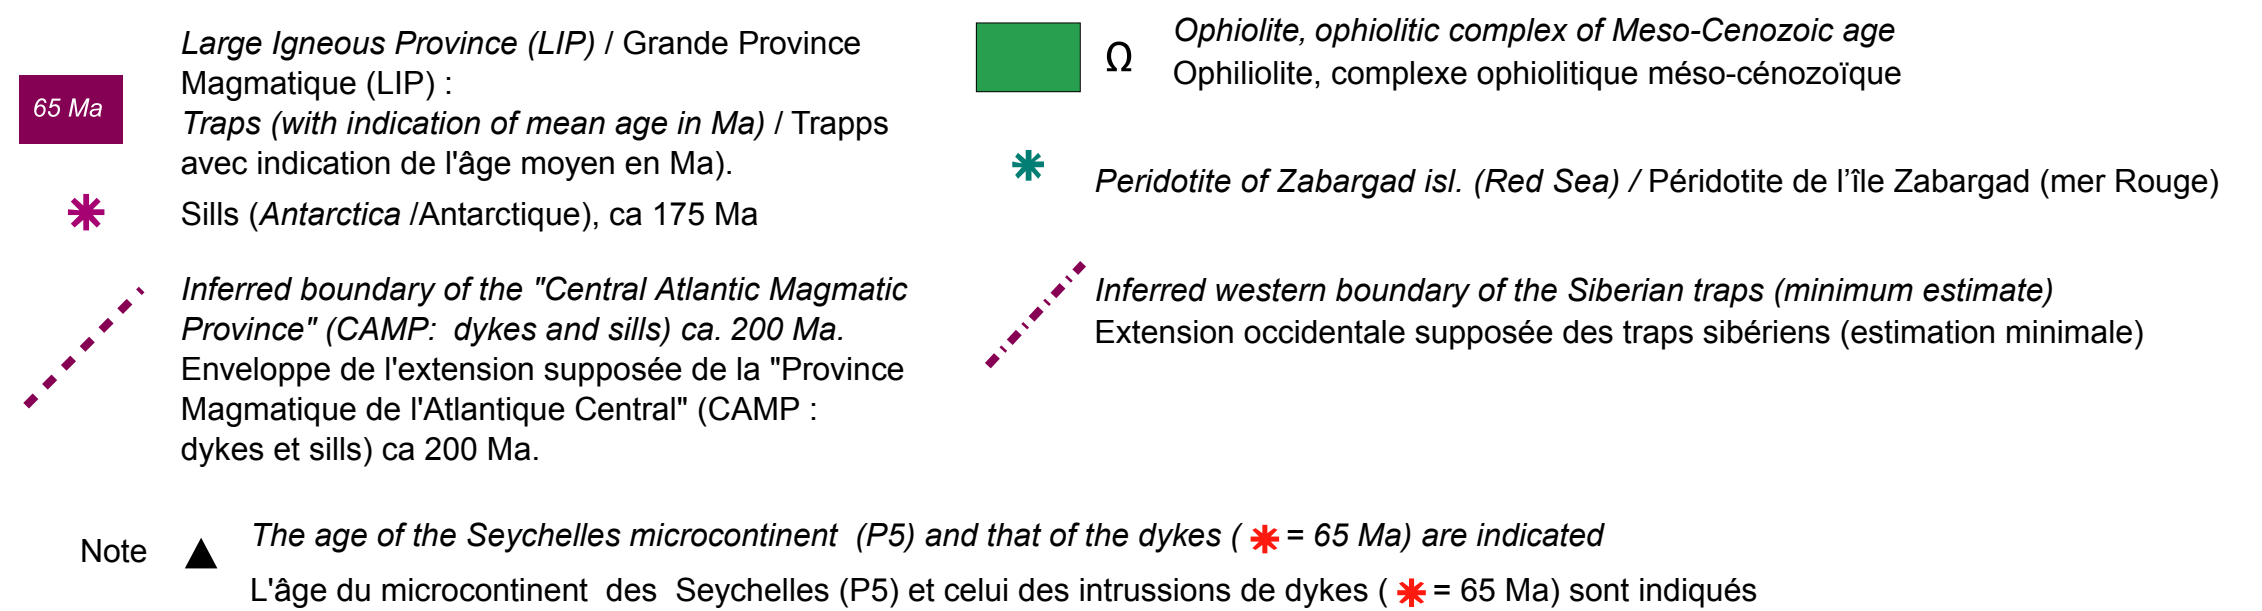 Large Igneous Province (LIP) / Grande Province
Magmatique (LIP) :
65 Ma
Traps (with indication of mean age in Ma) / Trapps
avec indication de l'âge moyen en Ma).
Sills (Antarctica /Antarctique), ca 175 Ma
Inferred boundary of the "Central Atlantic Magmatic
Province" (CAMP: dykes and sills) ca. 200 Ma.
Enveloppe de l'extension supposée de la "Province
Magmatique de l'Atlantique Central" (CAMP :
dykes et sills) ca 200 Ma.
Ω
Ophiolite, ophiolitic complex of Meso-Cenozoic age
Ophiliolite, complexe ophiolitique méso-cénozoïque
Peridotite of Zabargad isl. (Red Sea) / Péridotite de l’île Zabargad (mer Rouge)
Inferred western boundary of the Siberian traps (minimum estimate)
Extension occidentale supposée des traps sibériens (estimation minimale)
Note ▲ The age of the Seychelles microcontinent (P5) and that of the dykes ( ✱ = 65 Ma) are indicated
L'âge du microcontinent des Seychelles (P5) et celui des intrussions de dykes ( ✱ = 65 Ma) sont indiqués